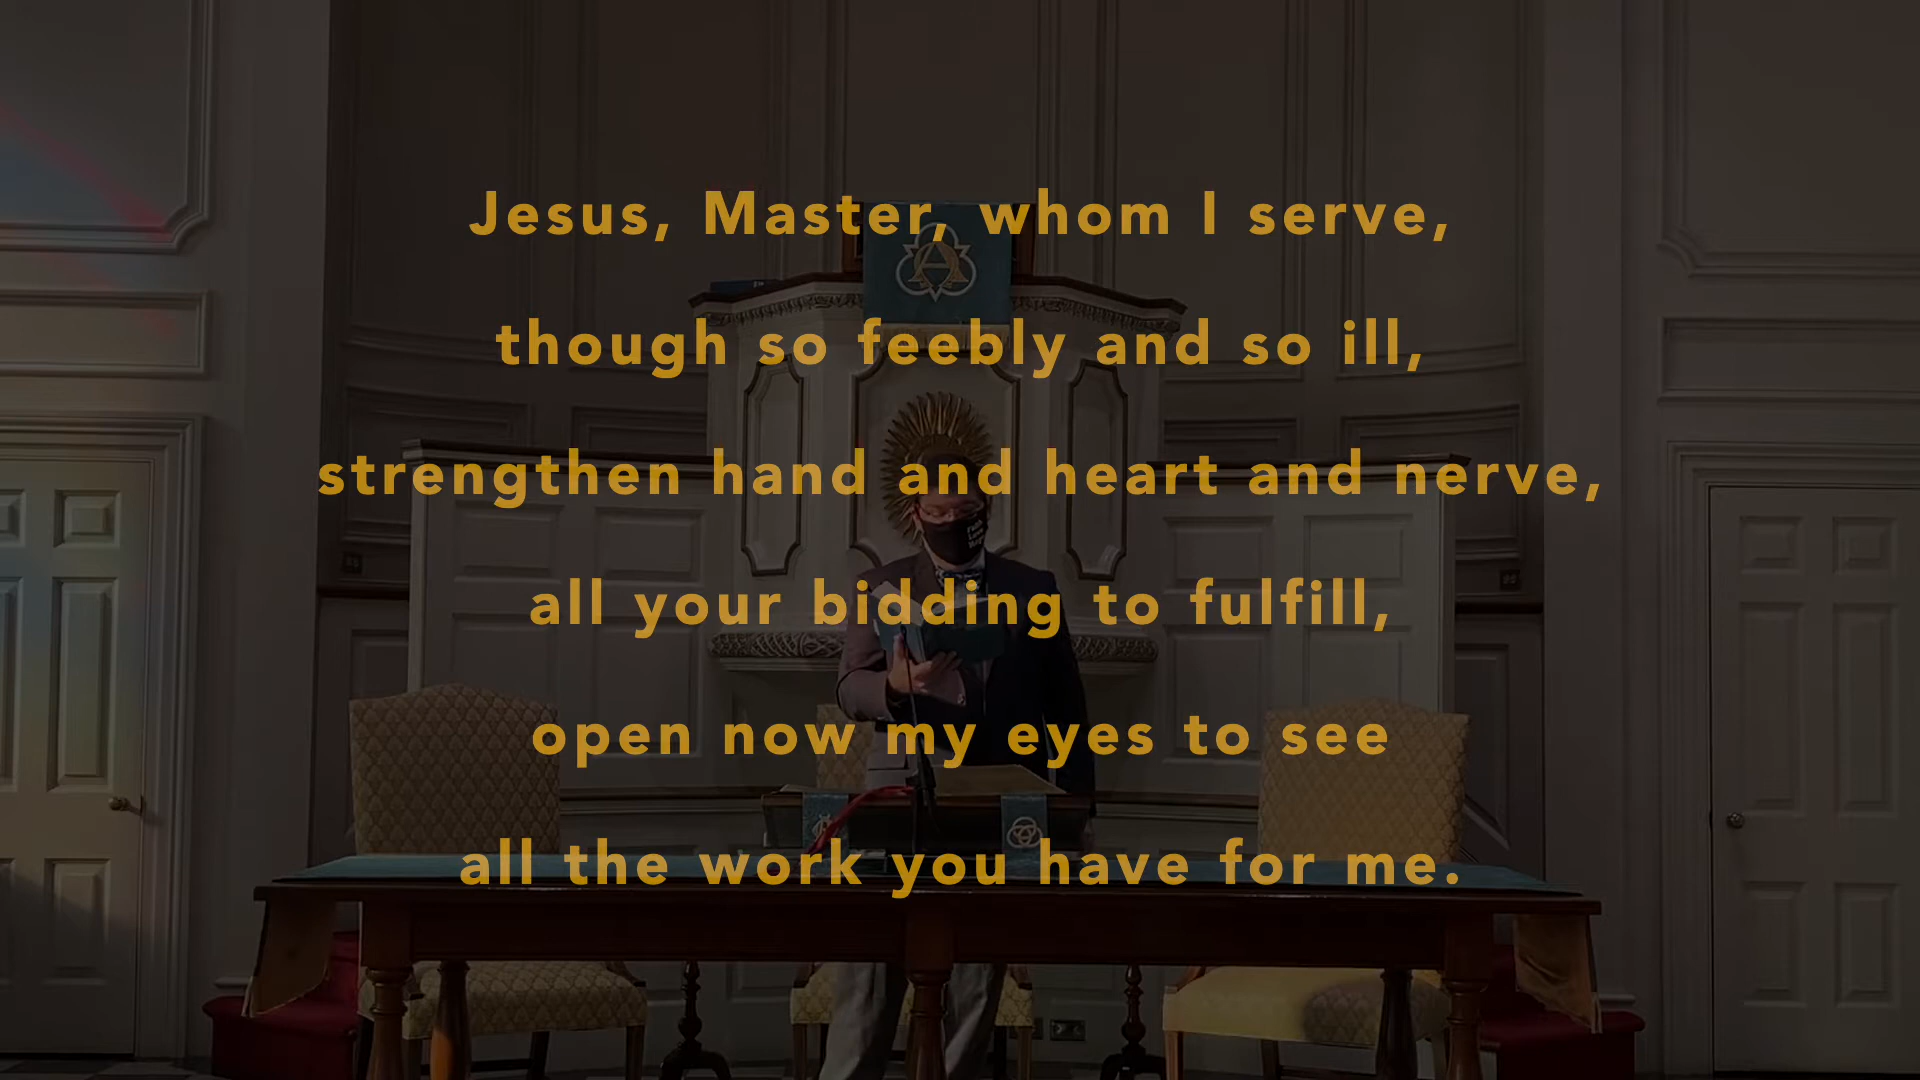 Jesus, Master, whom I serve,
though so feebly and so ill,
strengthen hand and heart and nerve,
all your bidding to fulfill,
open now my eyes to see
all the work you have for me.